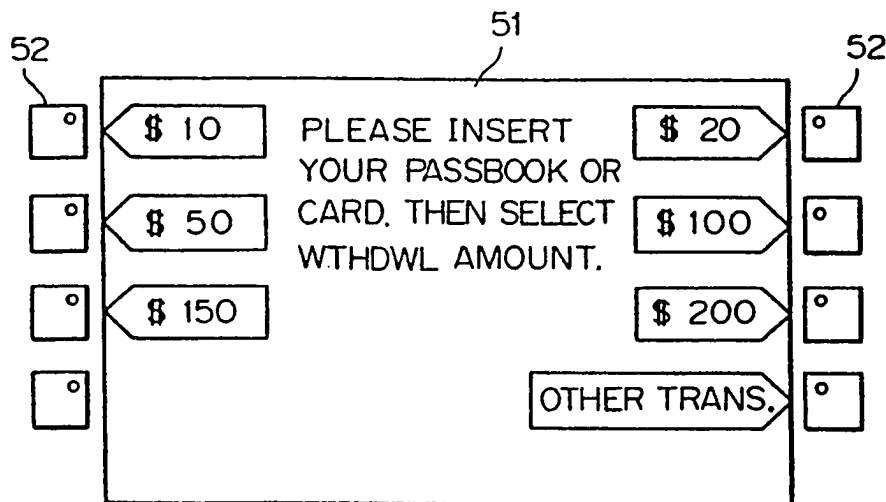 51
52 52
$ 10 PLEASE INSERT $ 20
YOUR PASSBOOK OR
$ 50 CARD, THEN SELECT $ 100
WTHDWL AMOUNT.
$ 150 $ 200
OTHER TRANS.